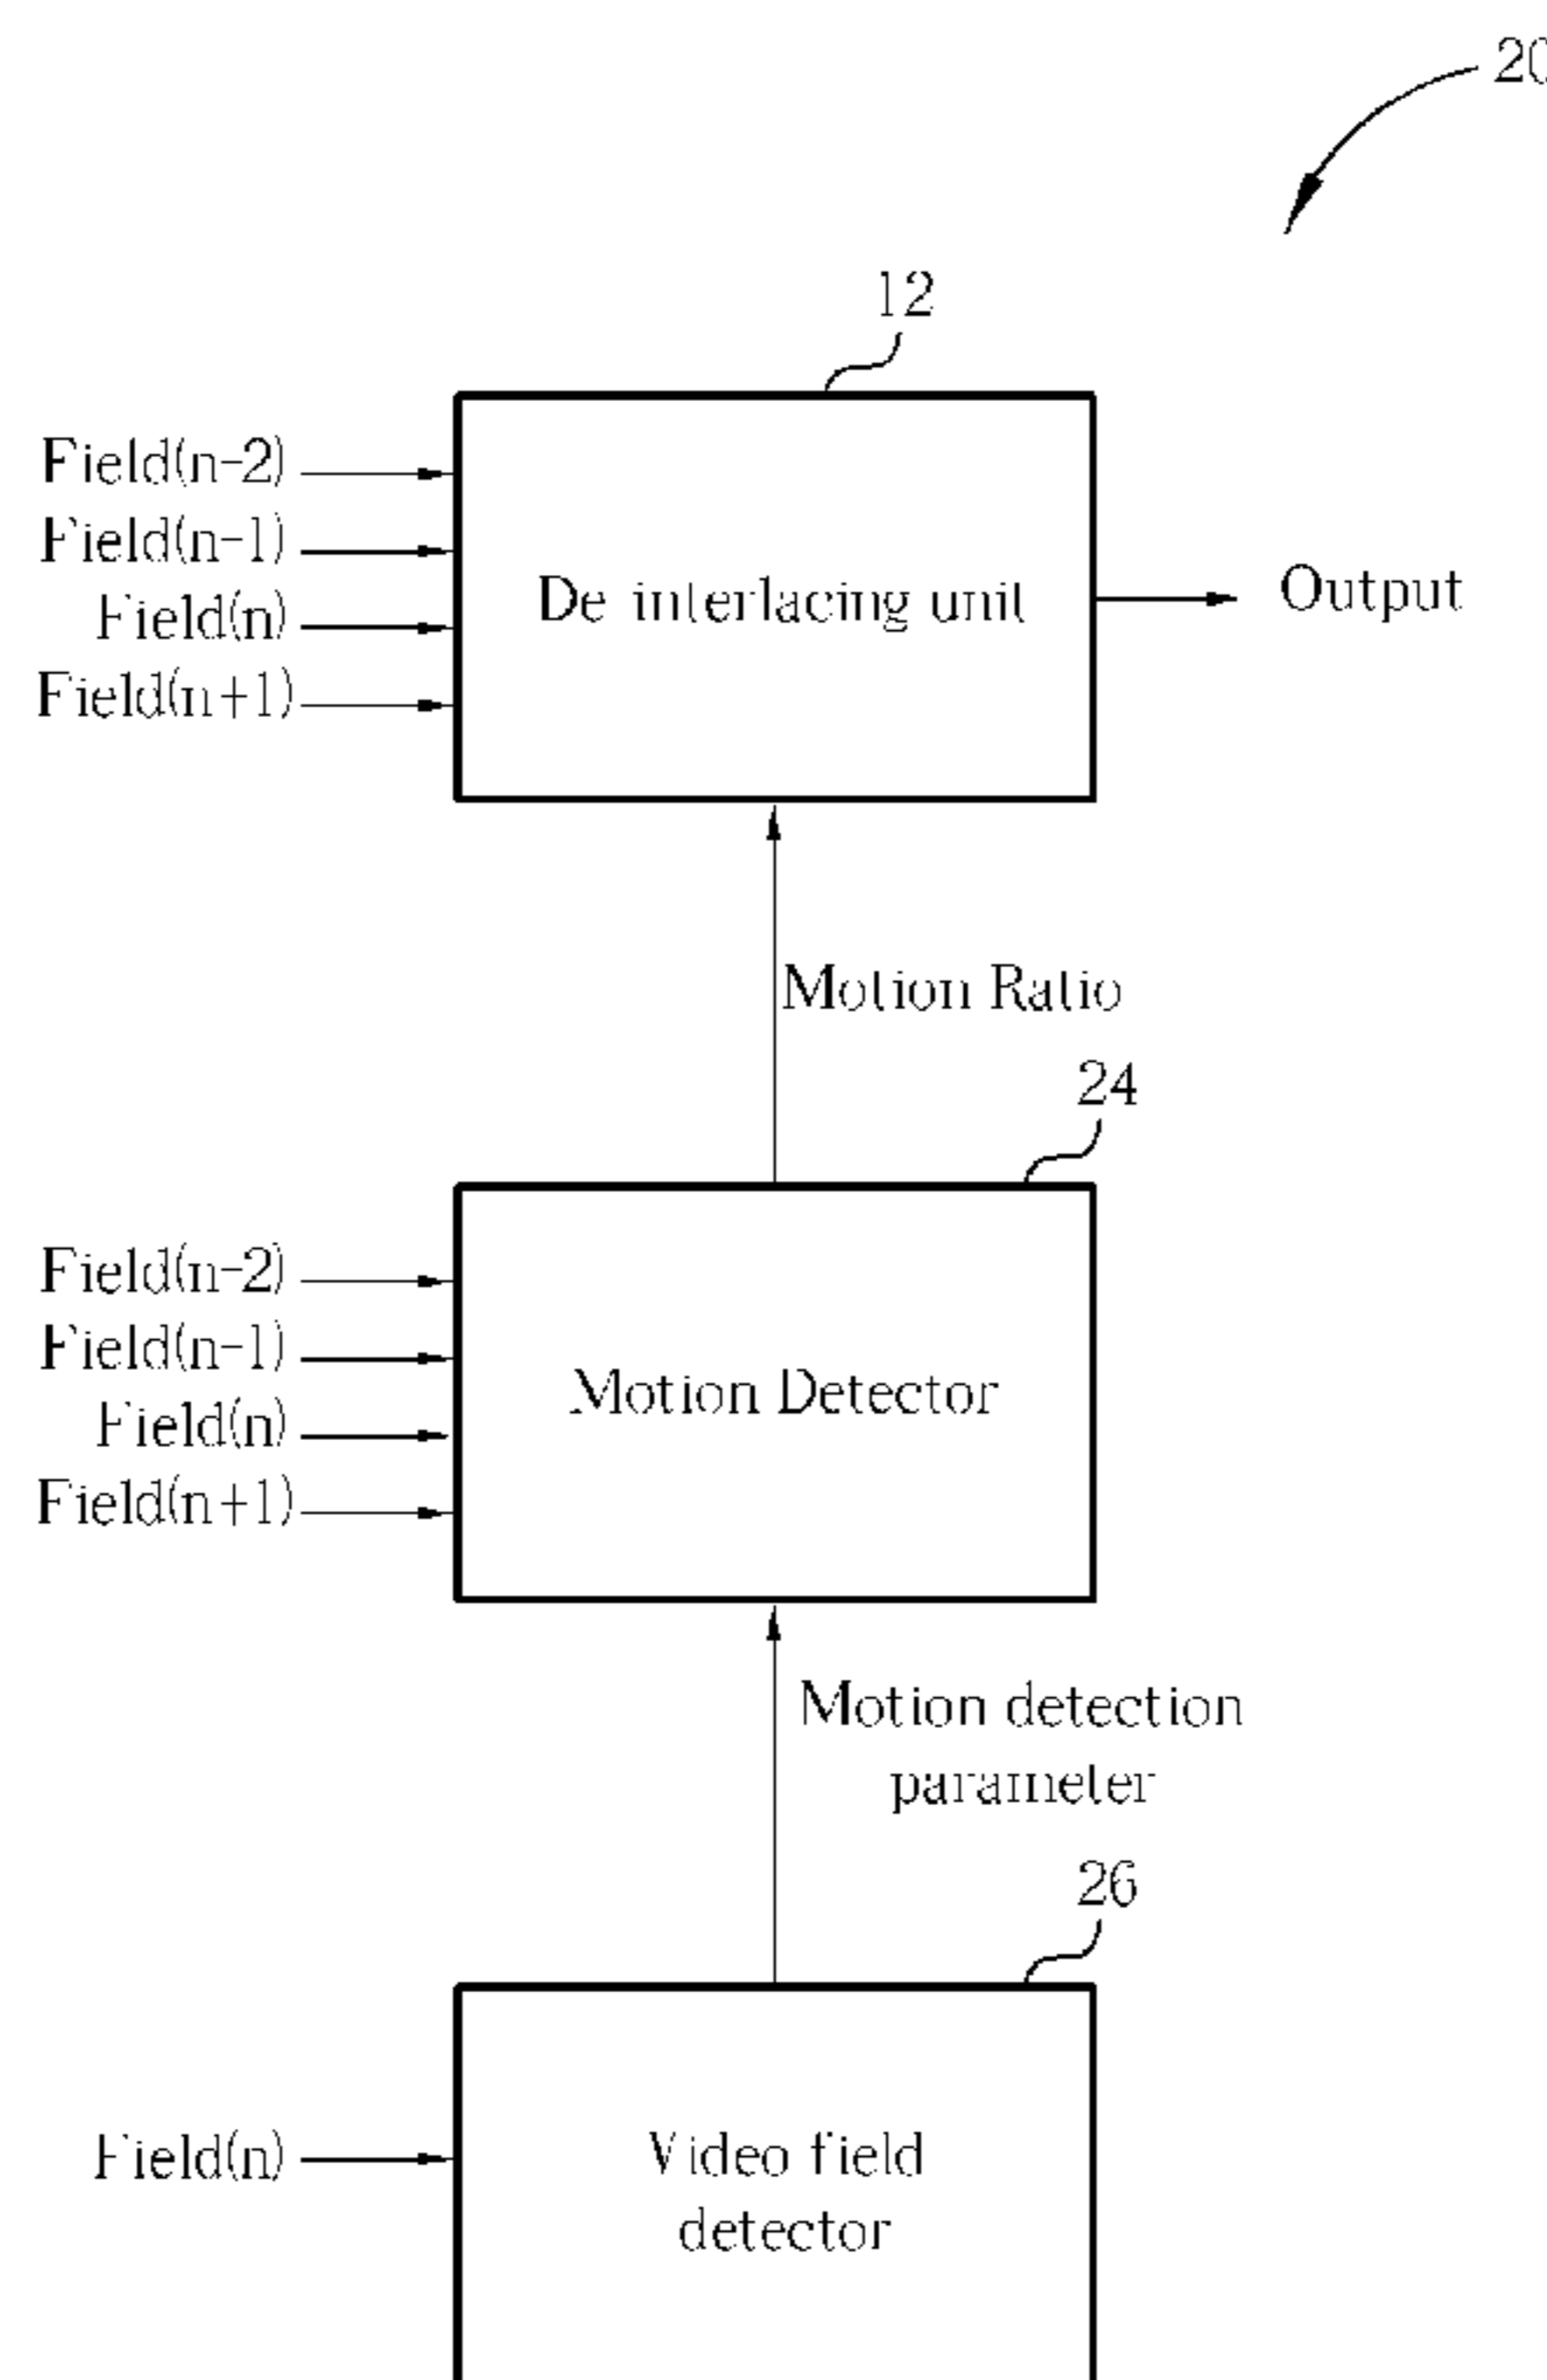 20
12
Field(n-2)
Field(n-1)
Field(n)
Field(n+1)
De interlacing unit
Output
Motion Ratio
24
Field(n-2)
Field(n-1)
Field(n)
Field(n+1)
Motion Detector
Motion detection
parameter
26
Field(n)
Video field
detector